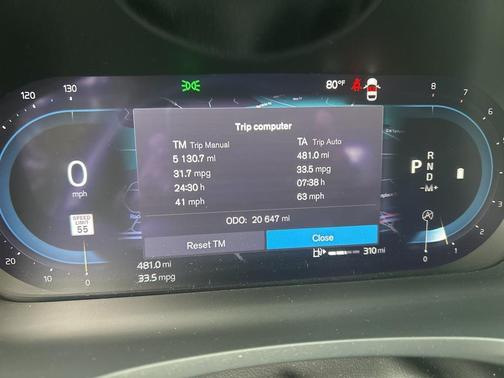 120 130 80°F 8 7
Trip computer
TM Trip Manual TA Trip Auto
5 130.7 mi 481.0 mi
31.7 mpg 33.5 mpg
24:30 h 07:38 h
41 mph 63 mph
0
mph
P R
N
D
-M+
ODO: 20 647 mi
SPEED
LIMIT
55
Reset TM Close
481.0 mi 310 mi
33.5 mpg
20 10 0 0 1